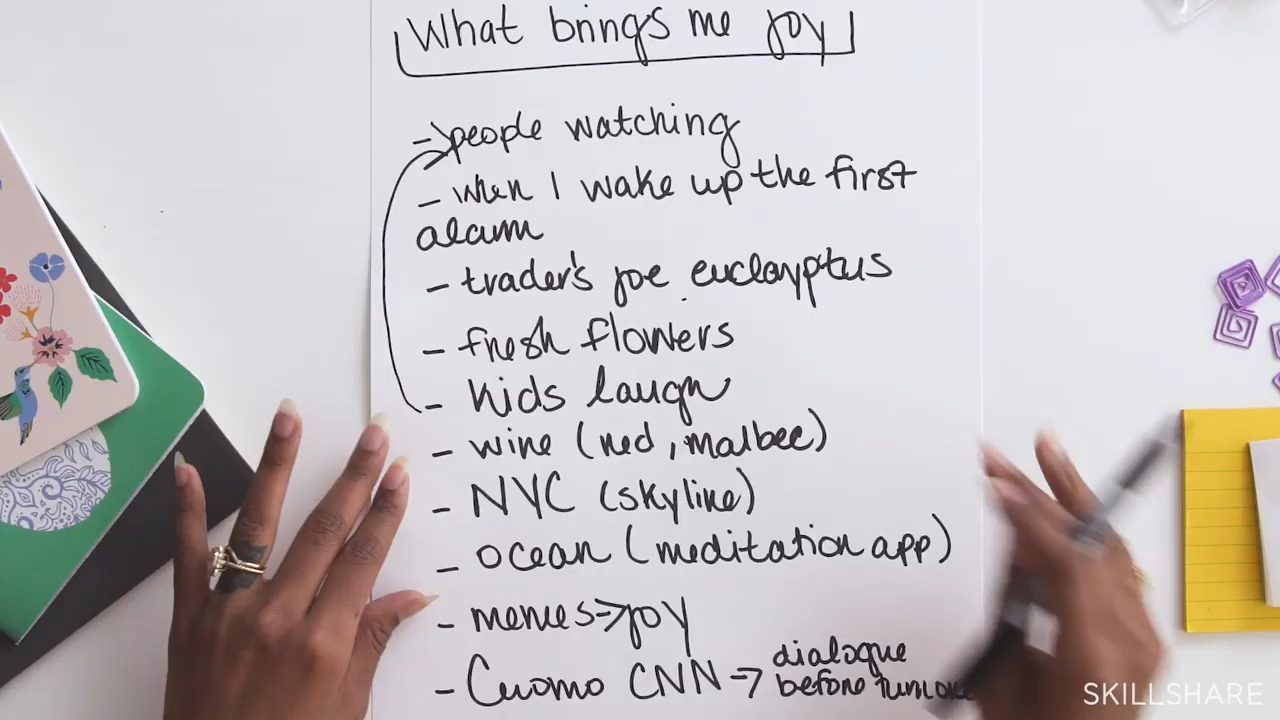 What brings me joy
- people watching
- when I wake up the first
alarm
- trader's joe euclayptus
- fresh flowers
- kids laugh
- wine (red, malbec)
- NYC (skyline)
- ocean (meditation app)
- memes → joy
- Cuomo CNN → dialogue
before
SKILLSHARE